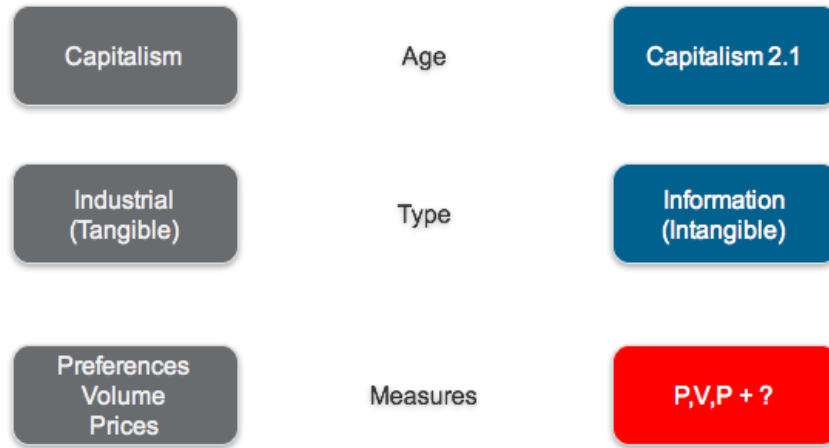 Capitalism
Age
Capitalism 2.1
Industrial
(Tangible)
Type
Information
(Intangible)
Preferences
Volume
Prices
Measures
P,V,P + ?